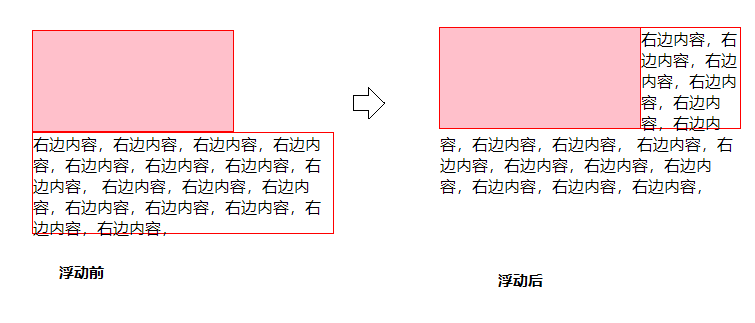 右边内容，右边内容，右边内容，右边内
容，右边内容，右边内容，右边内容，右
边内容， 右边内容，右边内容，右边内
容，右边内容，右边内容，右边内容，右
边内容，右边内容，
浮动前
右边内容，右
边内容，右边
内容，右边内
容，右边内
容，右边内
容，右边内容，右边内容， 右边内容，右
边内容，右边内容，右边内容，右边内
容，右边内容，右边内容，右边内容，
浮动后